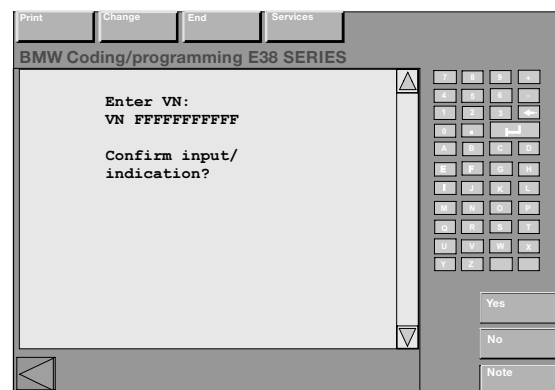 Print Change End Services
BMW Coding/programming E38 SERIES
Enter VN:
VN FFFFFFFFFFF
Confirm input/
indication?
7 8 9 +
4 5 6 -
1 2 3
0
A B C D
E F G H
I J K L
M N O P
Q R S T
U V W X
Y Z
Yes
No
Note